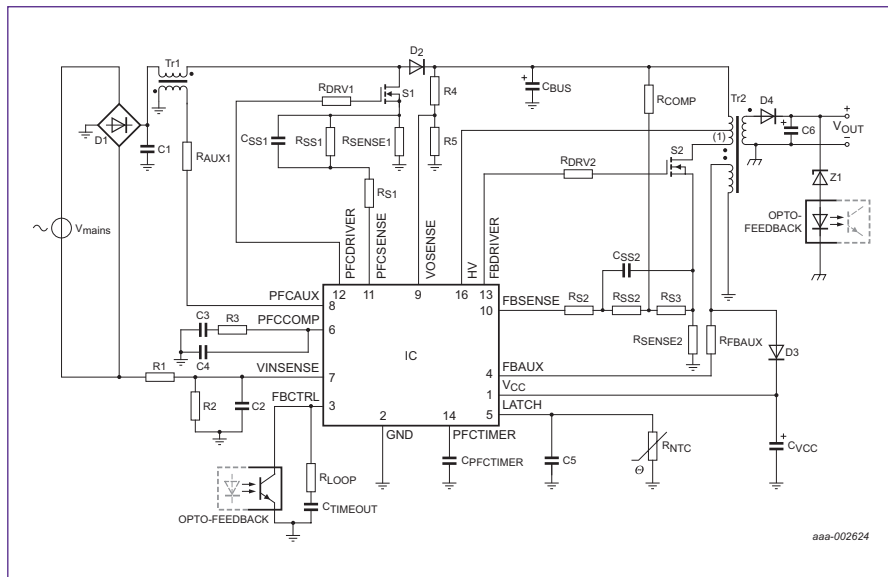 Tr1
D2
RDRV1
S1
R4
CBUS
RCOMP
Tr2
D4
+
VOUT
−
C6
D1
C1
RAUX1
CSS1
RSS1
RSENSE1
R5
(1)
S2
RDRV2
Z1
RS1
Vmains
OPTO-
FEEDBACK
PFCDRIVER
PFCSENSE
VOSENSE
HV
FBDRIVER
CSS2
12
11
9
16
13
PFCAUX
8
10
FBSENSE
RS2
RSS2
RS3
C3
R3
PFCCOMP
6
C4
IC
RSENSE2
RFBAUX
D3
R1
VINSENSE
7
4
FBAUX
R2
C2
1
VCC
FBCTRL
3
2
14
5
LATCH
GND
PFCTIMER
RLOOP
CPFCTIMER
C5
RNTC
Θ
+
CVCC
CTIMEOUT
OPTO-FEEDBACK
aaa-002624